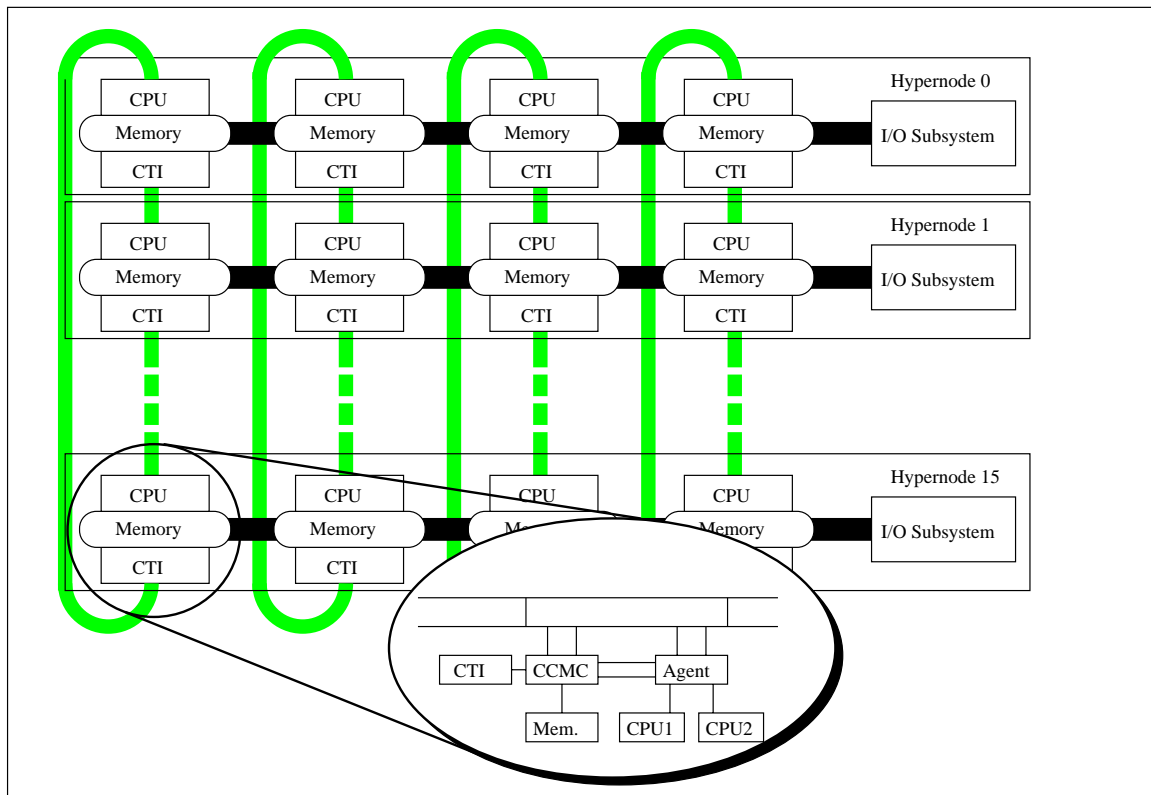 Hypernode 0
CPU CPU CPU CPU
Memory Memory Memory Memory I/O Subsystem
CTI CTI CTI CTI
Hypernode 1
CPU CPU CPU CPU
Memory Memory Memory Memory I/O Subsystem
CTI CTI CTI CTI
Hypernode 15
CPU CPU CPU CPU
Memory Memory Memory I/O Subsystem
CTI CTI
CTI CCMC Agent
Mem. CPU1 CPU2